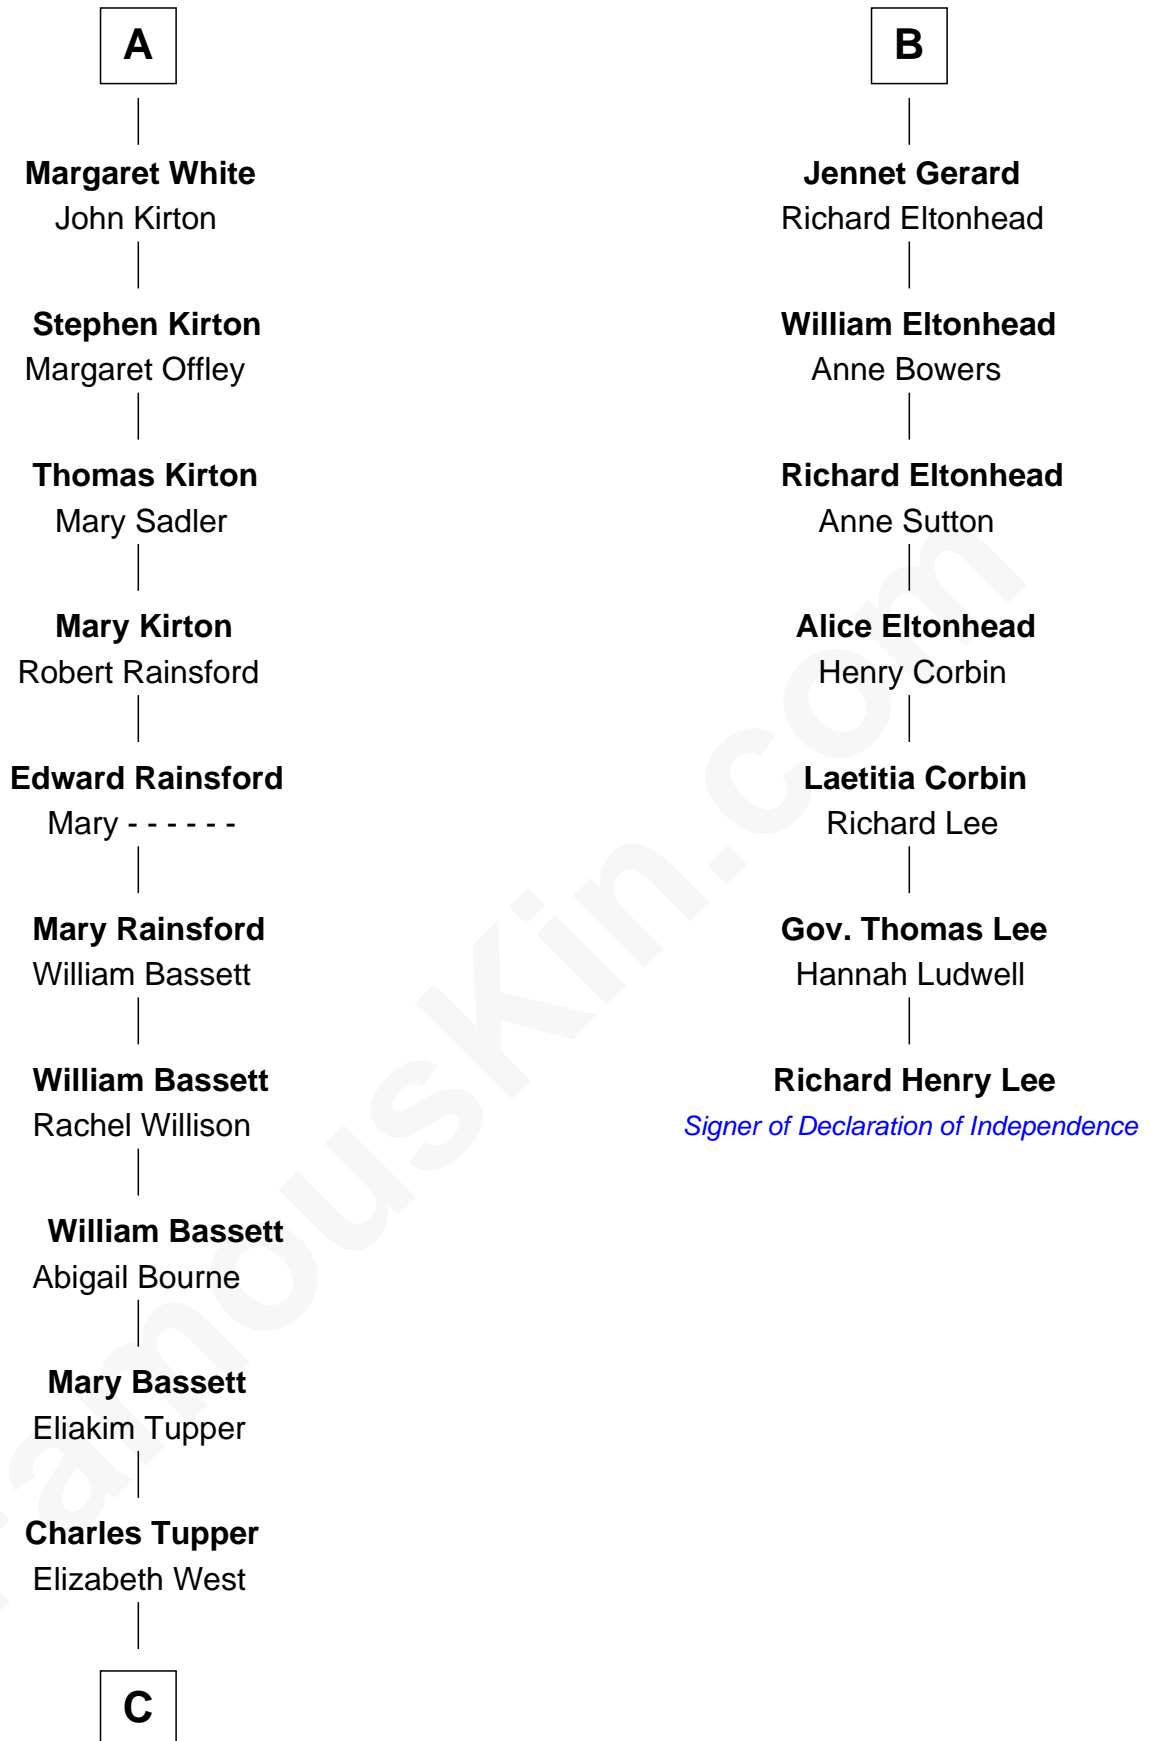 A
Margaret White
John Kirton
Stephen Kirton
Margaret Offley
Thomas Kirton
Mary Sadler
Mary Kirton
Robert Rainsford
Edward Rainsford
Mary - - - - - -
Mary Rainsford
William Bassett
William Bassett
Rachel Willison
William Bassett
Abigail Bourne
Mary Bassett
Eliakim Tupper
Charles Tupper
Elizabeth West
C
B
Jennet Gerard
Richard Eltonhead
William Eltonhead
Anne Bowers
Richard Eltonhead
Anne Sutton
Alice Eltonhead
Henry Corbin
Laetitia Corbin
Richard Lee
Gov. Thomas Lee
Hannah Ludwell
Richard Henry Lee
Signer of Declaration of Independence
FamousKin.com